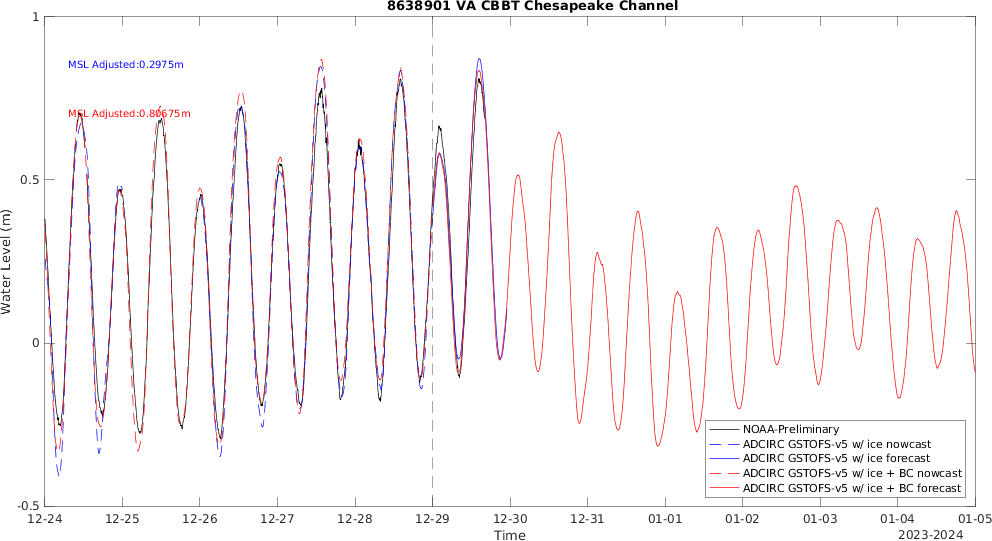 8638901 VA CBBT Chesapeake Channel
1
MSL Adjusted:0.2975m
MSL Adjusted:0.80675m
0.5
Water Level (m)
0
-0.5
NOAA-Preliminary
ADCIRC GSTOFS-v5 w/ ice nowcast
ADCIRC GSTOFS-v5 w/ ice forecast
ADCIRC GSTOFS-v5 w/ ice + BC nowcast
ADCIRC GSTOFS-v5 w/ ice + BC forecast
12-24 12-25 12-26 12-27 12-28 12-29 12-30 12-31 01-01 01-02 01-03 01-04 01-05
Time
2023-2024